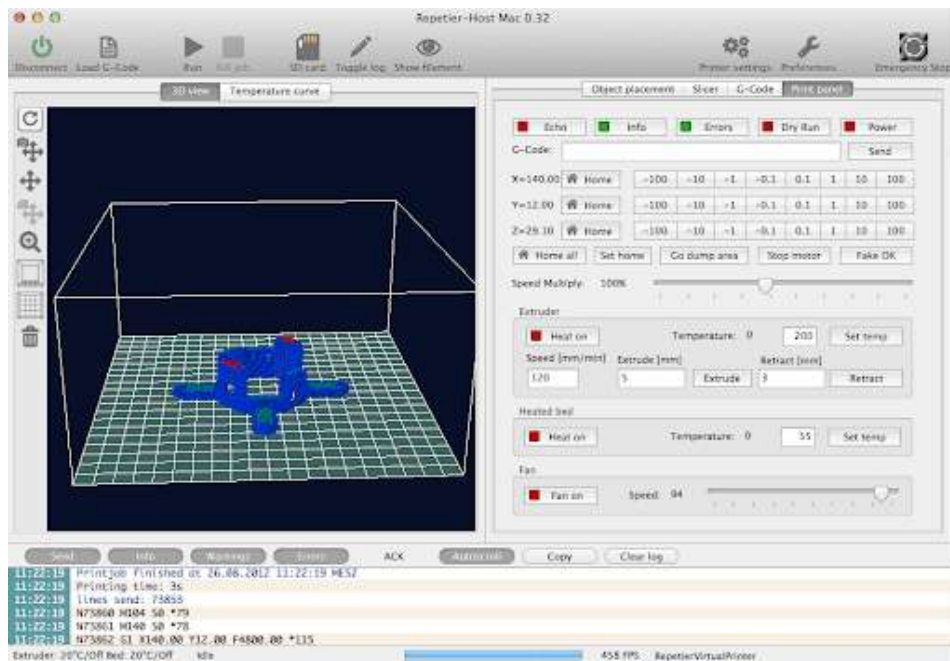 Repetier-Host Mac 0.32
Disconnect Load G-Code Run Kill job SD card Toggle log Show filament Printer settings Preferences Emergency Stop
3D view Temperature curve
Object placement Slicer G-Code Print panel
Echo Info Errors Dry Run Power
G-Code: Send
X=140.00 Home -100 -10 -1 -0.1 0.1 1 10 100
Y=12.00 Home -100 -10 -1 -0.1 0.1 1 10 100
Z=29.10 Home -100 -10 -1 -0.1 0.1 1 10 100
Home all Set home Go dump area Stop motor Fake OK
Speed Multiply: 100%
Extruder
Heat on Temperature: 0 200 Set temp
Speed [mm/min] Extrude [mm] Retract [mm]
120 5 Extrude 3 Retract
Heated bed
Heat on Temperature: 0 55 Set temp
Fan
Fan on Speed: 94
Send Info Warnings Errors ACK Autoscroll Copy Clear log
11:22:19 Printjob finished at 26.08.2012 11:22:19 MESZ
11:22:19 Printing time: 3s
11:22:19 lines send: 73853
11:22:19 N73860 M104 S0 *79
11:22:19 N73861 M140 S0 *78
11:22:19 N73862 G1 X140.00 Y12.00 F4800.00 *115
Extruder: 20°C/Off Bed: 20°C/Off Idle 458 FPS RepetierVirtualPrinter